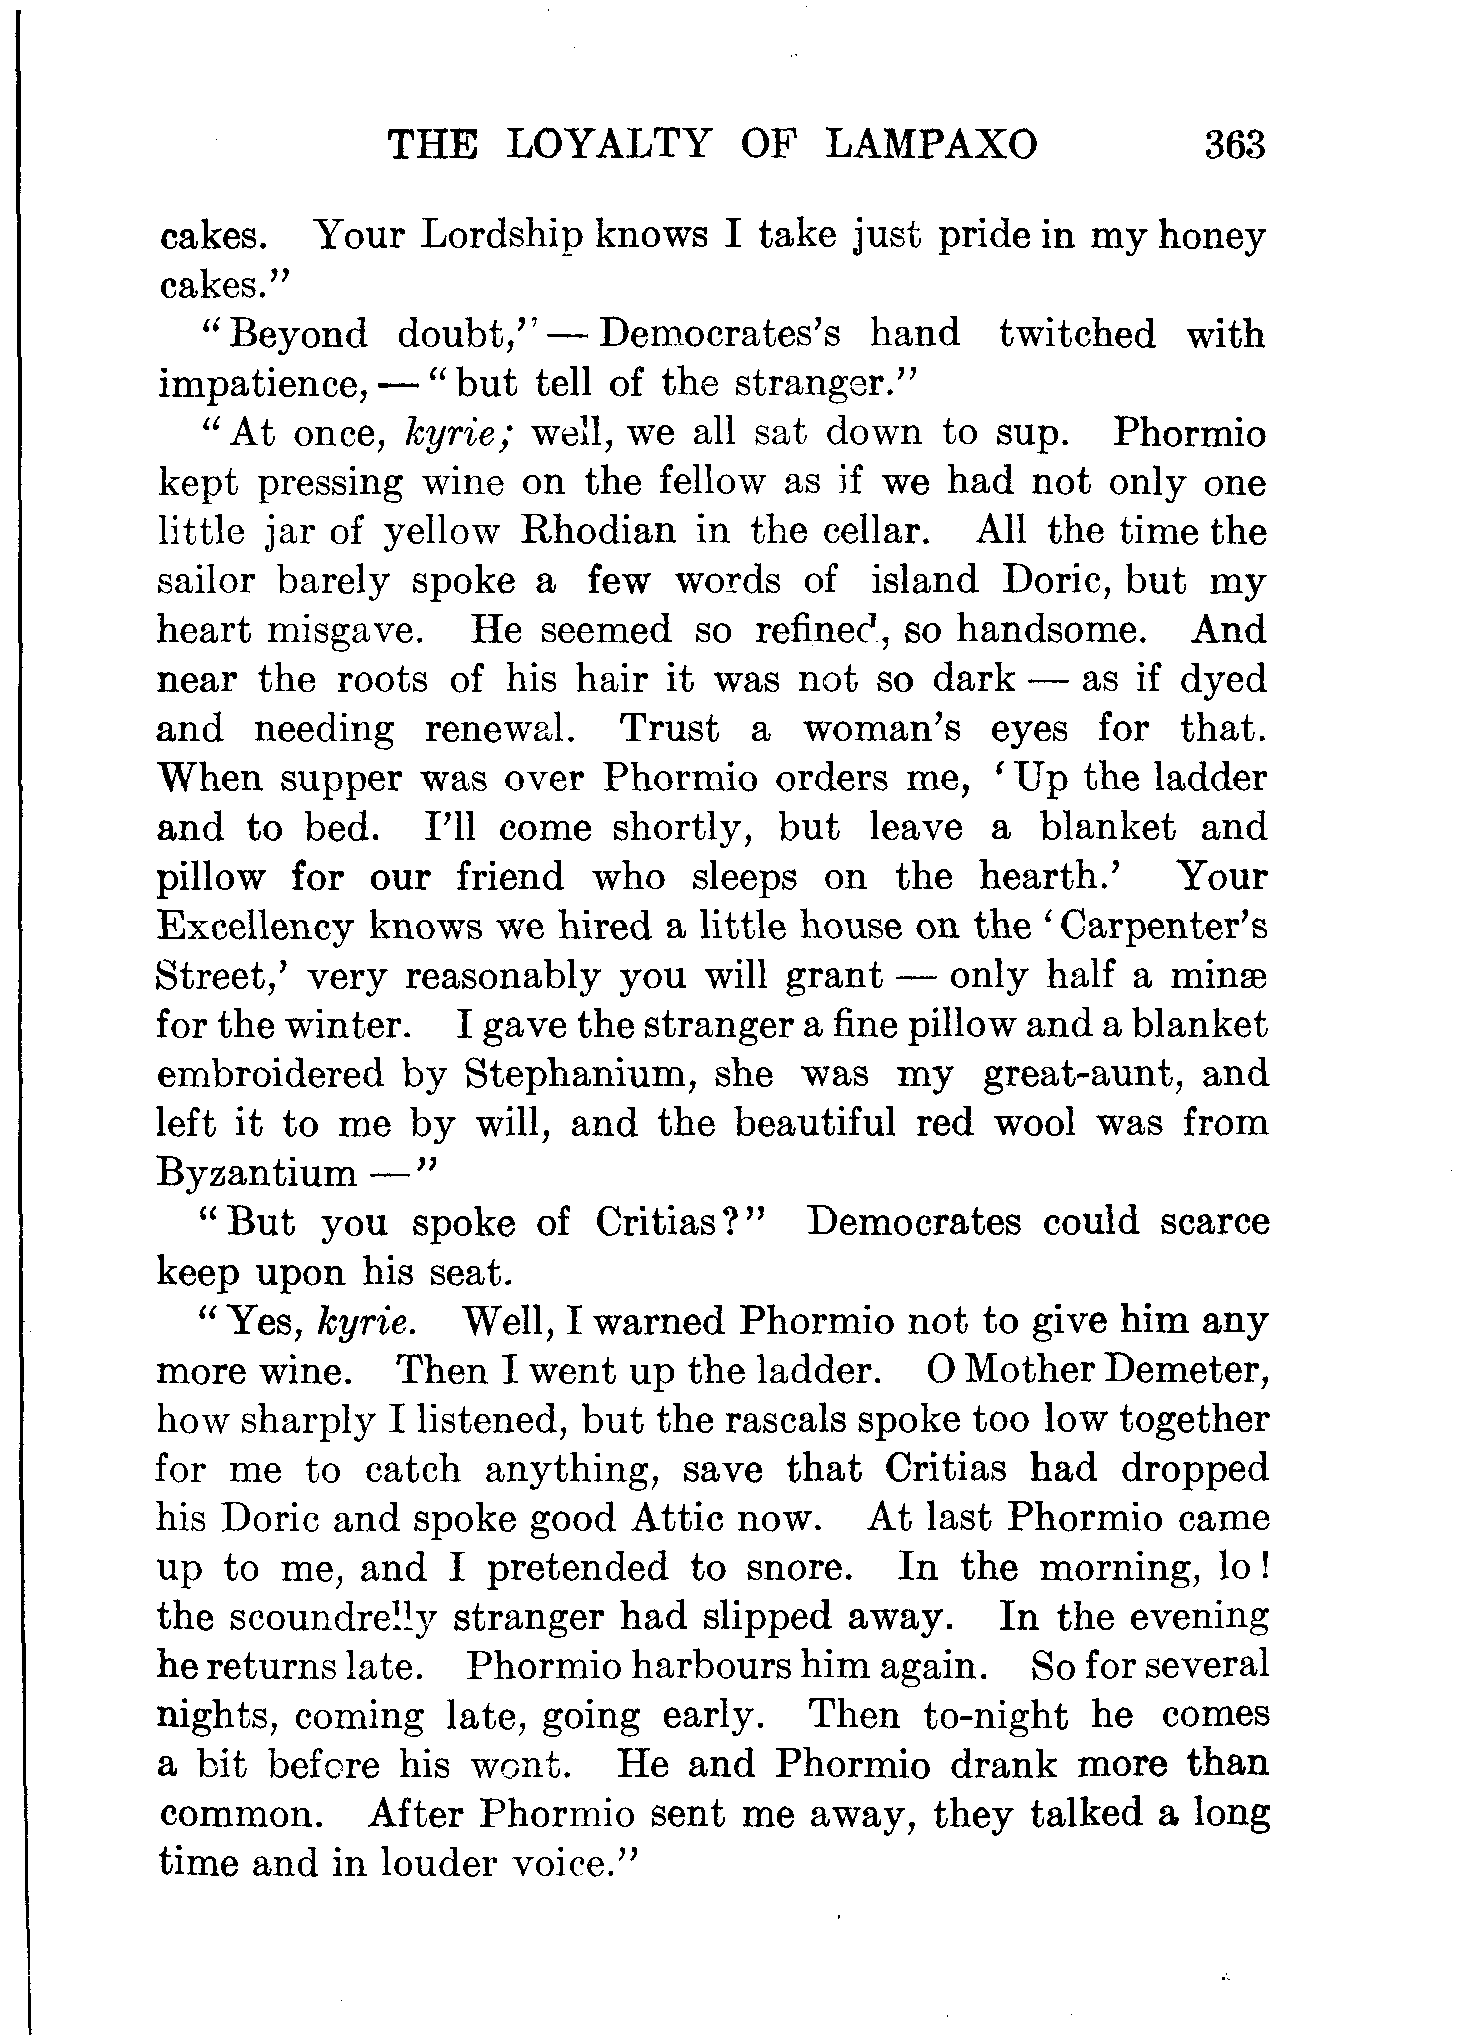 THE LOYALTY OF LAMPAXO 363
cakes. Your Lordship knows I take just pride in my honey
cakes."
"Beyond doubt," — Democrates's hand twitched with
impatience, — "but tell of the stranger."
"At once, kyrie; well, we all sat down to sup. Phormio
kept pressing wine on the fellow as if we had not only one
little jar of yellow Rhodian in the cellar. All the time the
sailor barely spoke a few words of island Doric, but my
heart misgave. He seemed so refined, so handsome. And
near the roots of his hair it was not so dark — as if dyed
and needing renewal. Trust a woman's eyes for that.
When supper was over Phormio orders me, 'Up the ladder
and to bed. I'll come shortly, but leave a blanket and
pillow for our friend who sleeps on the hearth.' Your
Excellency knows we hired a little house on the 'Carpenter's
Street,' very reasonably you will grant — only half a minæ
for the winter. I gave the stranger a fine pillow and a blanket
embroidered by Stephanium, she was my great-aunt, and
left it to me by will, and the beautiful red wool was from
Byzantium —"
"But you spoke of Critias?" Democrates could scarce
keep upon his seat.
"Yes, kyrie. Well, I warned Phormio not to give him any
more wine. Then I went up the ladder. O Mother Demeter,
how sharply I listened, but the rascals spoke too low together
for me to catch anything, save that Critias had dropped
his Doric and spoke good Attic now. At last Phormio came
up to me, and I pretended to snore. In the morning, lo!
the scoundrelly stranger had slipped away. In the evening
he returns late. Phormio harbours him again. So for several
nights, coming late, going early. Then to-night he comes
a bit before his wont. He and Phormio drank more than
common. After Phormio sent me away, they talked a long
time and in louder voice."